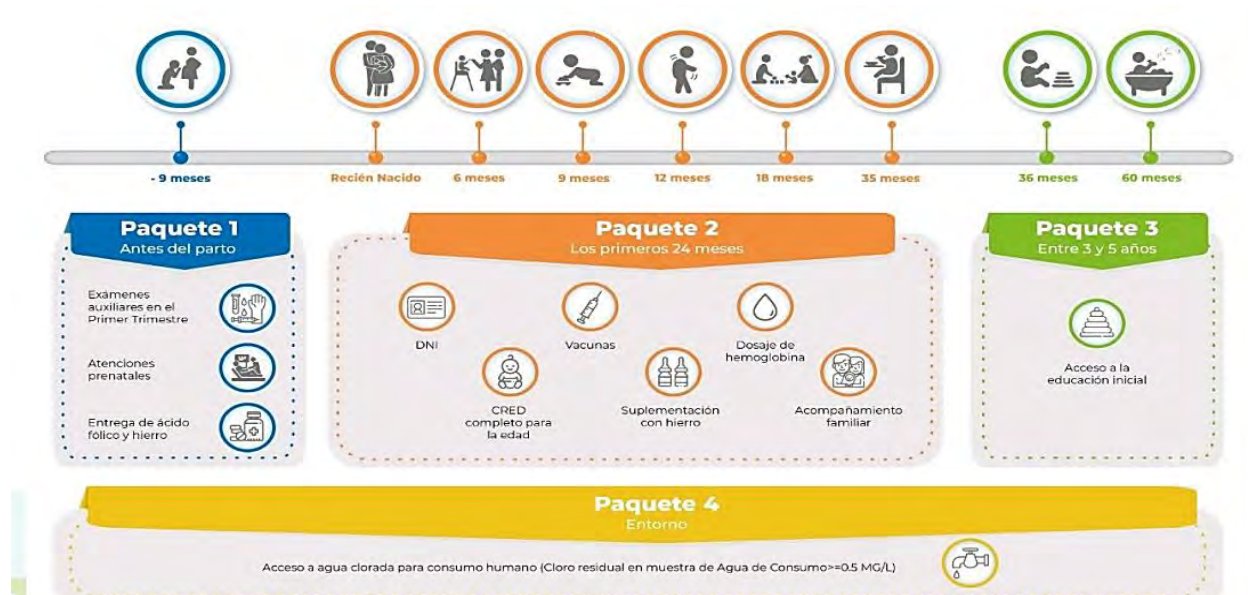 - 9 meses
Recién Nacido
6 meses
9 meses
12 meses
18 meses
35 meses
36 meses
60 meses
Paquete 1
Antes del parto
Exámenes
auxiliares en el
Primer Trimestre
Atenciones
prenatales
Entrega de ácido
fólico y hierro
Paquete 2
Los primeros 24 meses
DNI
Vacunas
Dosaje de
hemoglobina
CRED
completo para
la edad
Suplementación
con hierro
Acompañamiento
familiar
Paquete 3
Entre 3 y 5 años
Acceso a la
educación inicial
Paquete 4
Entorno
Acceso a agua clorada para consumo humano (Cloro residual en muestra de Agua de Consumo>=0.5 MG/L)